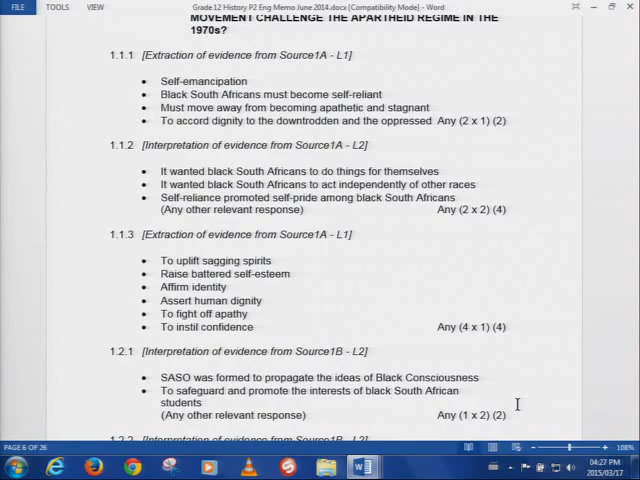 Grade 12 History P2 Eng Memo June 2014.docx [Compatibility Mode] - Word
FILE TOOLS VIEW
MOVEMENT CHALLENGE THE APARTHEID REGIME IN THE
1970s?
1.1.1 [Extraction of evidence from Source1A - L1]
• Self-emancipation
• Black South Africans must become self-reliant
• Must move away from becoming apathetic and stagnant
• To accord dignity to the downtrodden and the oppressed Any (2 x 1) (2)
1.1.2 [Interpretation of evidence from Source1A - L2]
• It wanted black South Africans to do things for themselves
• It wanted black South Africans to act independently of other races
• Self-reliance promoted self-pride among black South Africans
(Any other relevant response) Any (2 x 2) (4)
1.1.3 [Extraction of evidence from Source1A - L1]
• To uplift sagging spirits
• Raise battered self-esteem
• Affirm identity
• Assert human dignity
• To fight off apathy
• To instil confidence Any (4 x 1) (4)
1.2.1 [Interpretation of evidence from Source1B - L2]
• SASO was formed to propagate the ideas of Black Consciousness
• To safeguard and promote the interests of black South African
students
(Any other relevant response) Any (1 x 2) (2)
1.2.2 [Interpretation of evidence from Source1B - L2]
PAGE 6 OF 26 108%
04:27 PM
2015/03/17